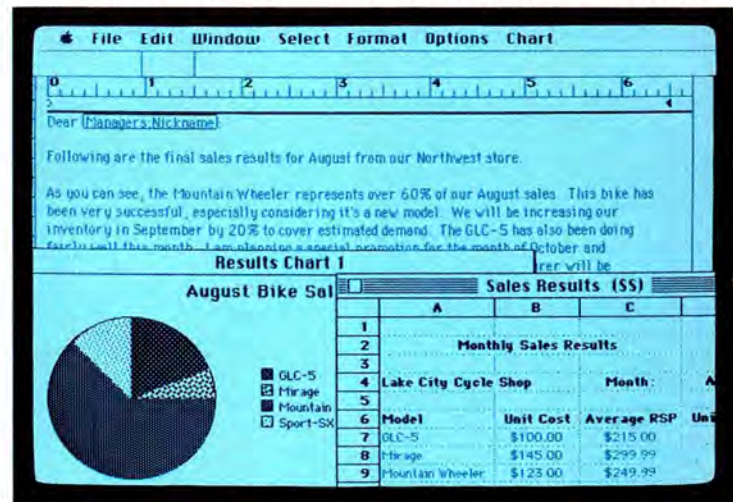 File Edit Window Select Format Options Chart
0 1 2 3 4 5 6
Dear Managers:Nickname:
Following are the final sales results for August from our Northwest store.
As you can see, the Mountain Wheeler represents over 60% of our August sales. This bike has
been very successful, especially considering it's a new model. We will be increasing our
inventory in September by 20% to cover estimated demand. The GLC-5 has also been doing
fairly well this month. I am planning a special promotion for the month of October and
rer will be
Results Chart 1
August Bike Sal
GLC-5
Mirage
Mountain
Sport-SX
Sales Results (SS)
A B C
1
2 Monthly Sales Results
3
4 Lake City Cycle Shop Month: A
5
6 Model Unit Cost Average RSP Uni
7 GLC-5 $100.00 $215.00
8 Mirage $145.00 $299.99
9 Mountain Wheeler $123.00 $249.99